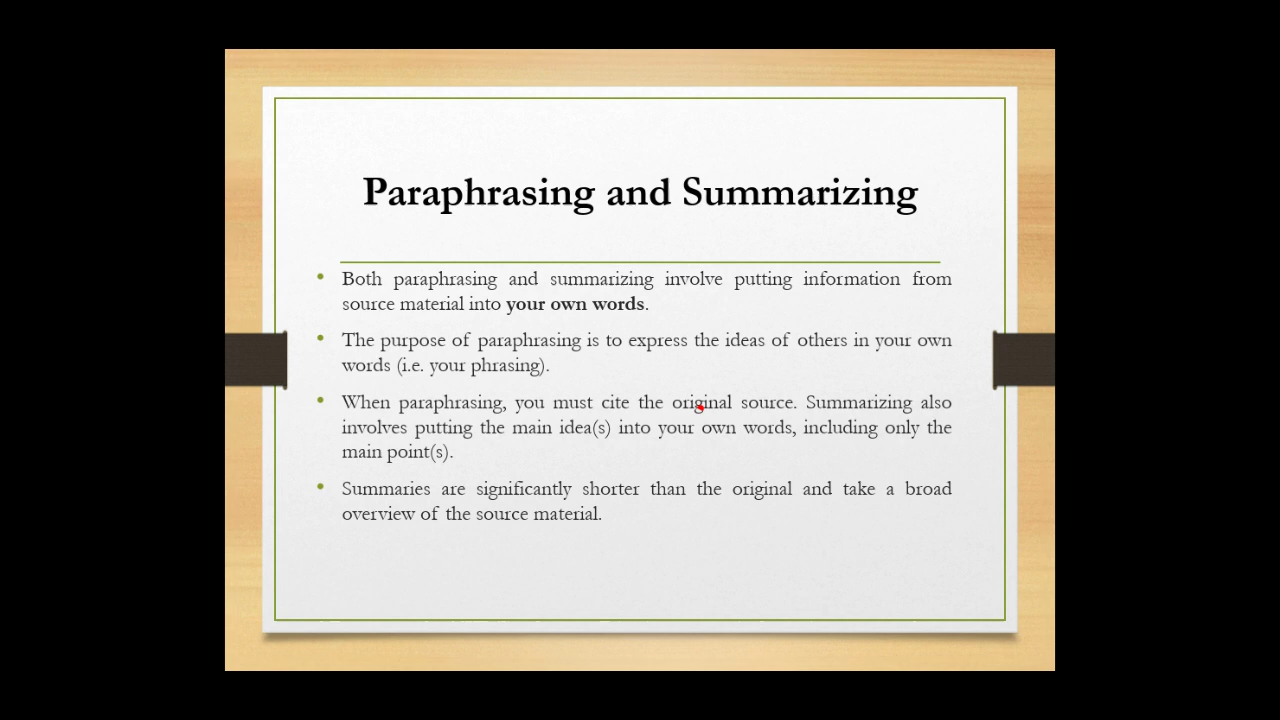 Paraphrasing and Summarizing
• Both paraphrasing and summarizing involve putting information from
source material into your own words.
• The purpose of paraphrasing is to express the ideas of others in your own
words (i.e. your phrasing).
• When paraphrasing, you must cite the original source. Summarizing also
involves putting the main idea(s) into your own words, including only the
main point(s).
• Summaries are significantly shorter than the original and take a broad
overview of the source material.